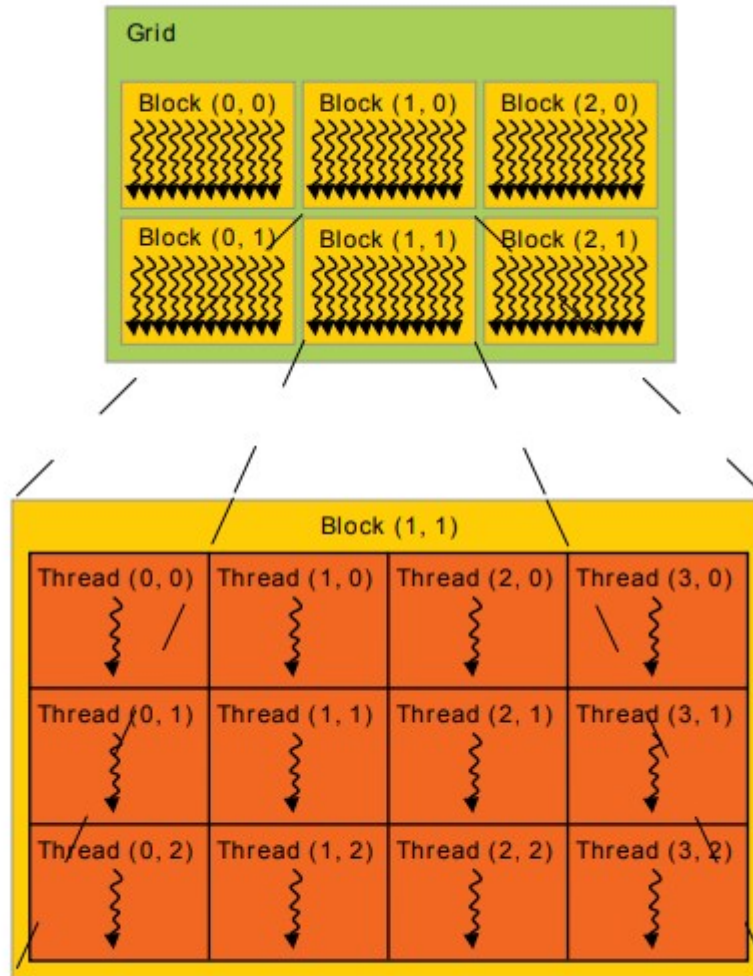 Grid
Block (0, 0) Block (1, 0) Block (2, 0)
Block (0, 1) Block (1, 1) Block (2, 1)
Block (1, 1)
Thread (0, 0) Thread (1, 0) Thread (2, 0) Thread (3, 0)
Thread (0, 1) Thread (1, 1) Thread (2, 1) Thread (3, 1)
Thread (0, 2) Thread (1, 2) Thread (2, 2) Thread (3, 2)